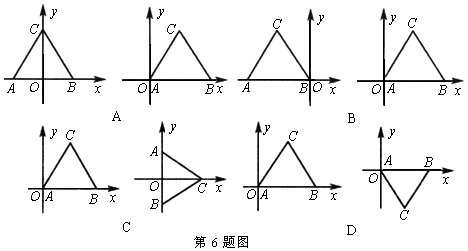 y C A O B x
y C O A B x
A
y C A B O x
y C O A B x
B
y C O A B x
y A O C x B
C
y C O A B x
y A B O x C
D
第 6 题图